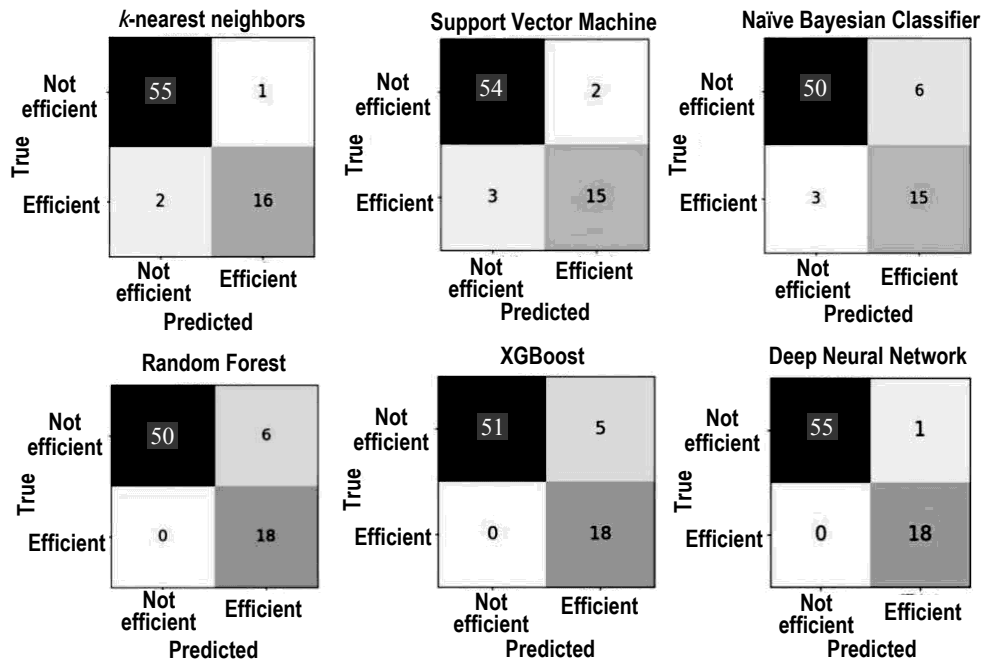 k-nearest neighbors
Not efficient
55
1
True
Efficient
2
16
Not efficient
Efficient
Predicted
Support Vector Machine
Not efficient
54
2
True
Efficient
3
15
Not efficient
Efficient
Predicted
Naïve Bayesian Classifier
Not efficient
50
6
True
Efficient
3
15
Not efficient
Efficient
Predicted
Random Forest
Not efficient
50
6
True
Efficient
0
18
Not efficient
Efficient
Predicted
XGBoost
Not efficient
51
5
True
Efficient
0
18
Not efficient
Efficient
Predicted
Deep Neural Network
Not efficient
55
1
True
Efficient
0
18
Not efficient
Efficient
Predicted